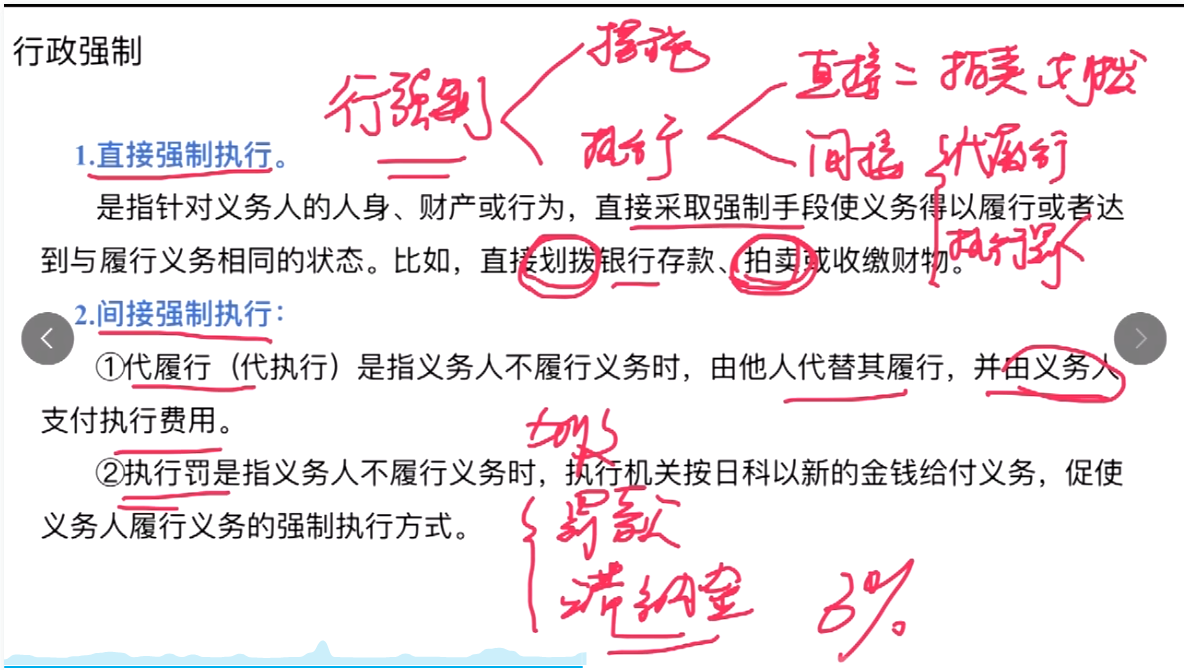 行政强制
行强制
措施
执行
直接:拍卖 划拨
间接 代履行
执行罚
1.直接强制执行。
是指针对义务人的人身、财产或行为，直接采取强制手段使义务得以履行或者达
到与履行义务相同的状态。比如，直接划拨银行存款、拍卖或收缴财物。
2.间接强制执行：
①代履行（代执行）是指义务人不履行义务时，由他人代替其履行，并由义务人
支付执行费用。
②执行罚是指义务人不履行义务时，执行机关按日科以新的金钱给付义务，促使
义务人履行义务的强制执行方式。
罚款
滞纳金 3%